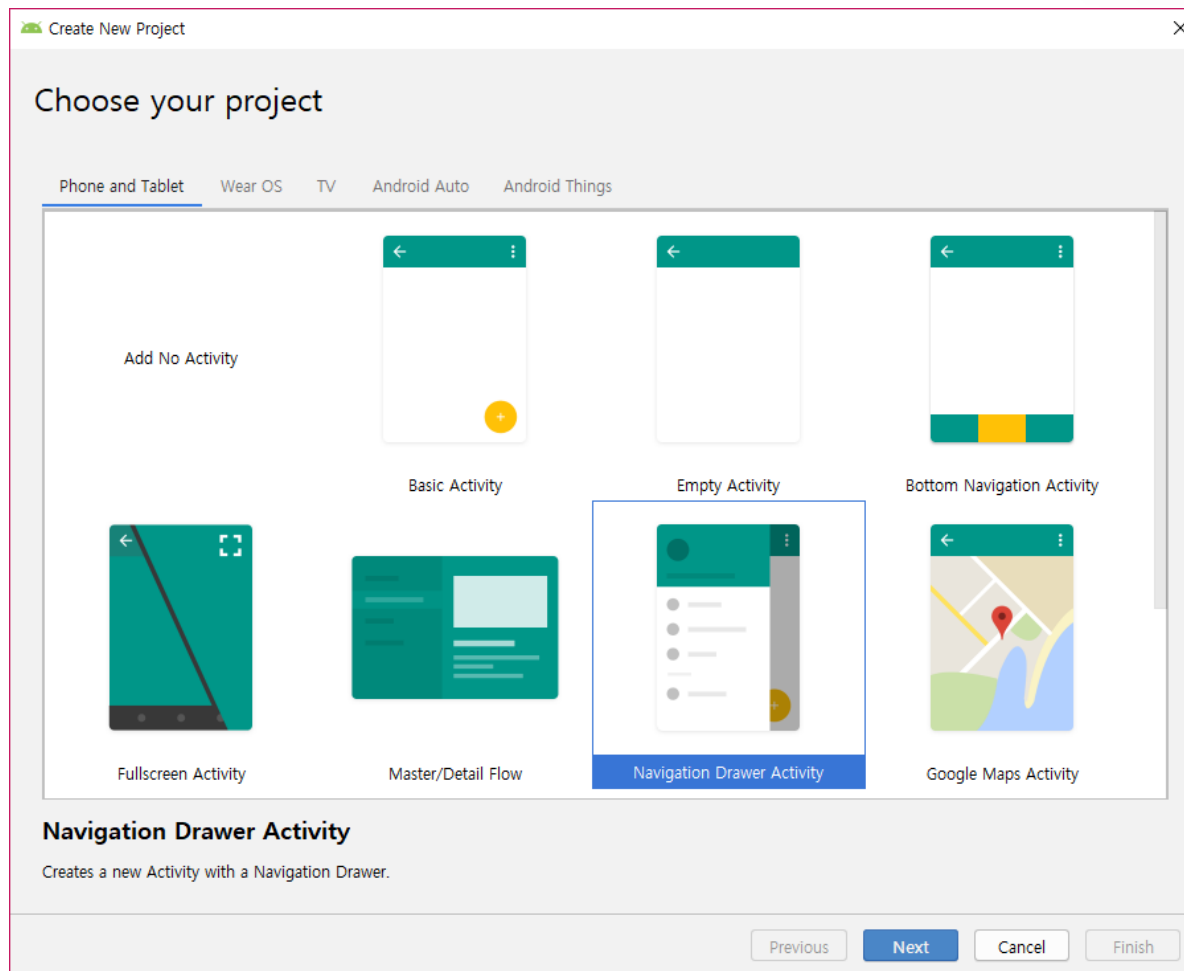 Create New Project
Choose your project
Phone and Tablet Wear OS TV Android Auto Android Things
Add No Activity
Basic Activity
Empty Activity
Bottom Navigation Activity
Fullscreen Activity
Master/Detail Flow
Navigation Drawer Activity
Google Maps Activity
Navigation Drawer Activity
Creates a new Activity with a Navigation Drawer.
Previous Next Cancel Finish